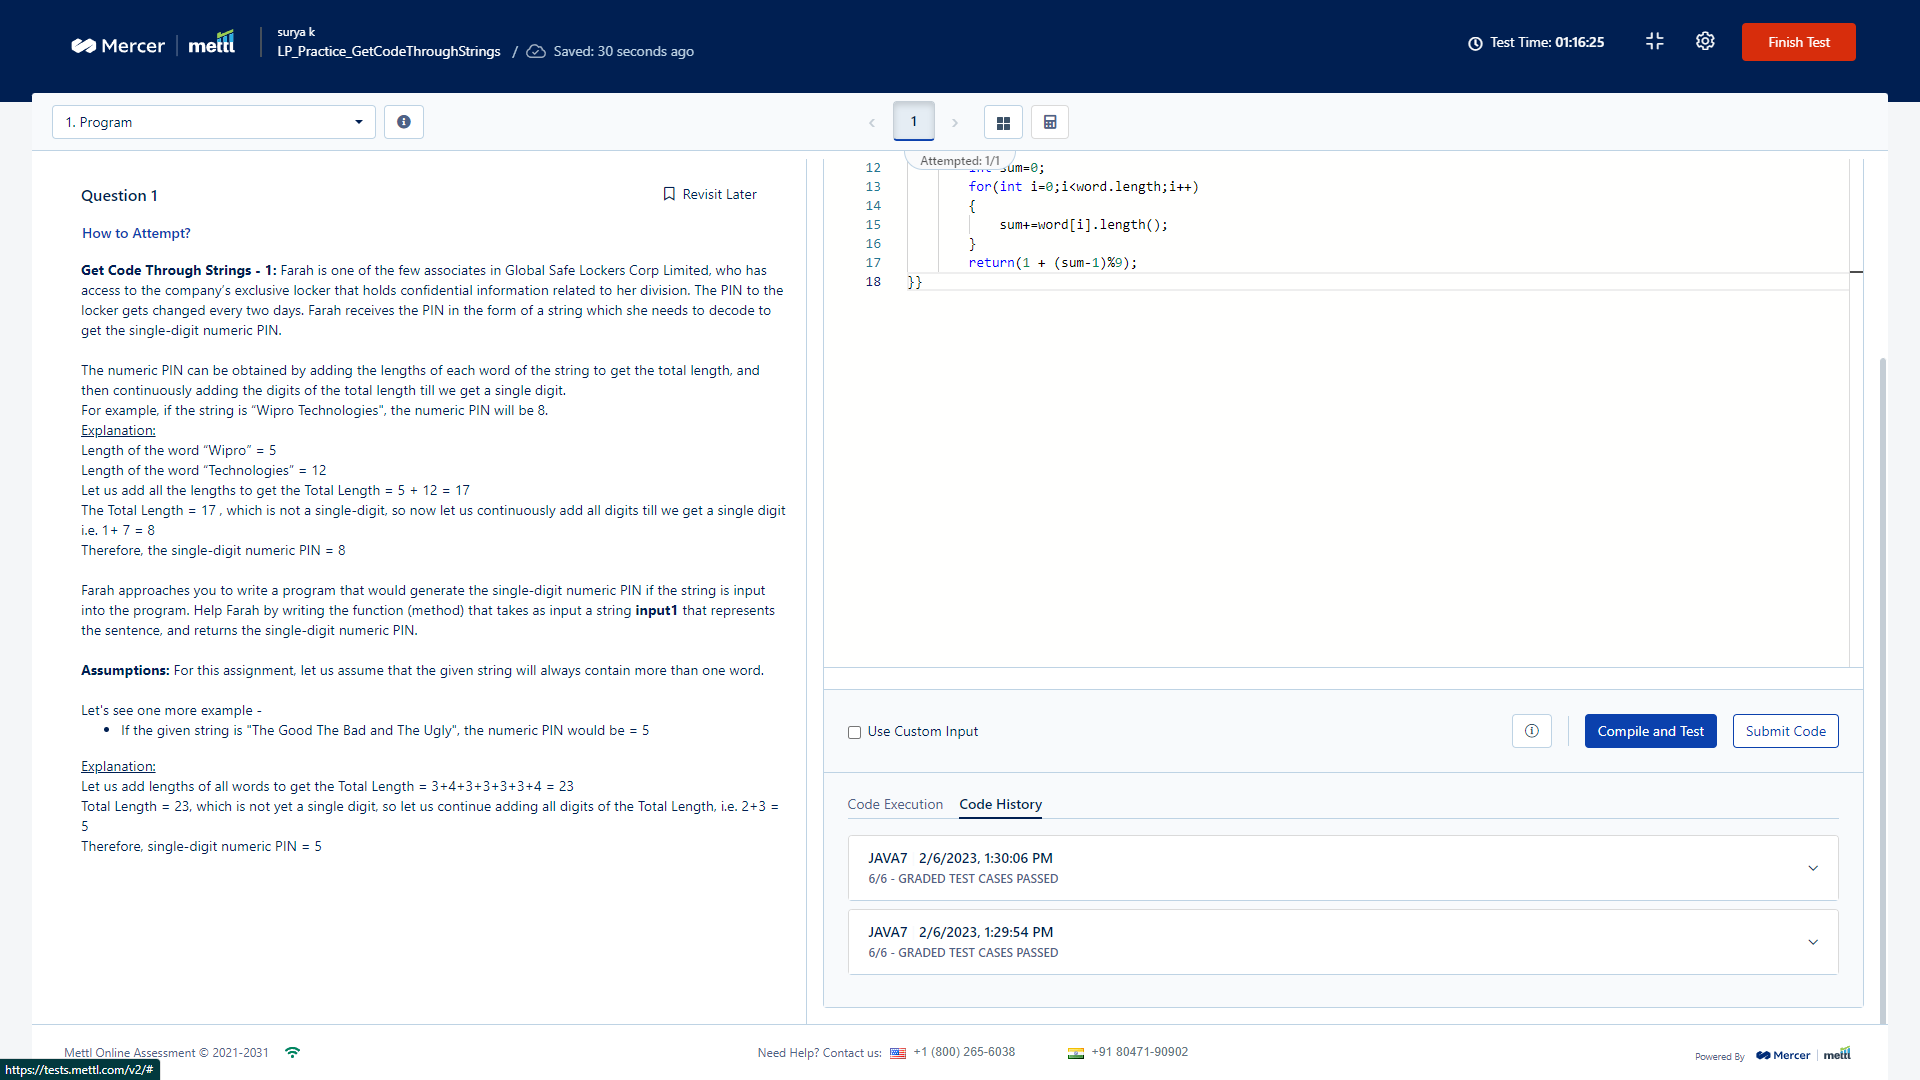 Mercer | mettl
surya k
LP_Practice_GetCodeThroughStrings / Saved: 30 seconds ago
Test Time: 01:16:25
Finish Test
1. Program
1
Attempted: 1/1
Question 1
Revisit Later
How to Attempt?
Get Code Through Strings - 1: Farah is one of the few associates in Global Safe Lockers Corp Limited, who has
access to the company's exclusive locker that holds confidential information related to her division. The PIN to the
locker gets changed every two days. Farah receives the PIN in the form of a string which she needs to decode to
get the single-digit numeric PIN.
The numeric PIN can be obtained by adding the lengths of each word of the string to get the total length, and
then continuously adding the digits of the total length till we get a single digit.
For example, if the string is “Wipro Technologies", the numeric PIN will be 8.
Explanation:
Length of the word “Wipro” = 5
Length of the word “Technologies” = 12
Let us add all the lengths to get the Total Length = 5 + 12 = 17
The Total Length = 17 , which is not a single-digit, so now let us continuously add all digits till we get a single digit
i.e. 1+ 7 = 8
Therefore, the single-digit numeric PIN = 8
Farah approaches you to write a program that would generate the single-digit numeric PIN if the string is input
into the program. Help Farah by writing the function (method) that takes as input a string input1 that represents
the sentence, and returns the single-digit numeric PIN.
Assumptions: For this assignment, let us assume that the given string will always contain more than one word.
Let's see one more example -
• If the given string is "The Good The Bad and The Ugly", the numeric PIN would be = 5
Explanation:
Let us add lengths of all words to get the Total Length = 3+4+3+3+3+3+4 = 23
Total Length = 23, which is not yet a single digit, so let us continue adding all digits of the Total Length, i.e. 2+3 =
5
Therefore, single-digit numeric PIN = 5
12 int sum=0;
13 for(int i=0;i<word.length;i++)
14 {
15 sum+=word[i].length();
16 }
17 return(1 + (sum-1)%9);
18 }}
Use Custom Input
Compile and Test
Submit Code
Code Execution
Code History
JAVA7 2/6/2023, 1:30:06 PM
6/6 - GRADED TEST CASES PASSED
JAVA7 2/6/2023, 1:29:54 PM
6/6 - GRADED TEST CASES PASSED
Mettl Online Assessment © 2021-2031
Need Help? Contact us: +1 (800) 265-6038
+91 80471-90902
Powered By Mercer | mettl
https://tests.mettl.com/v2/#